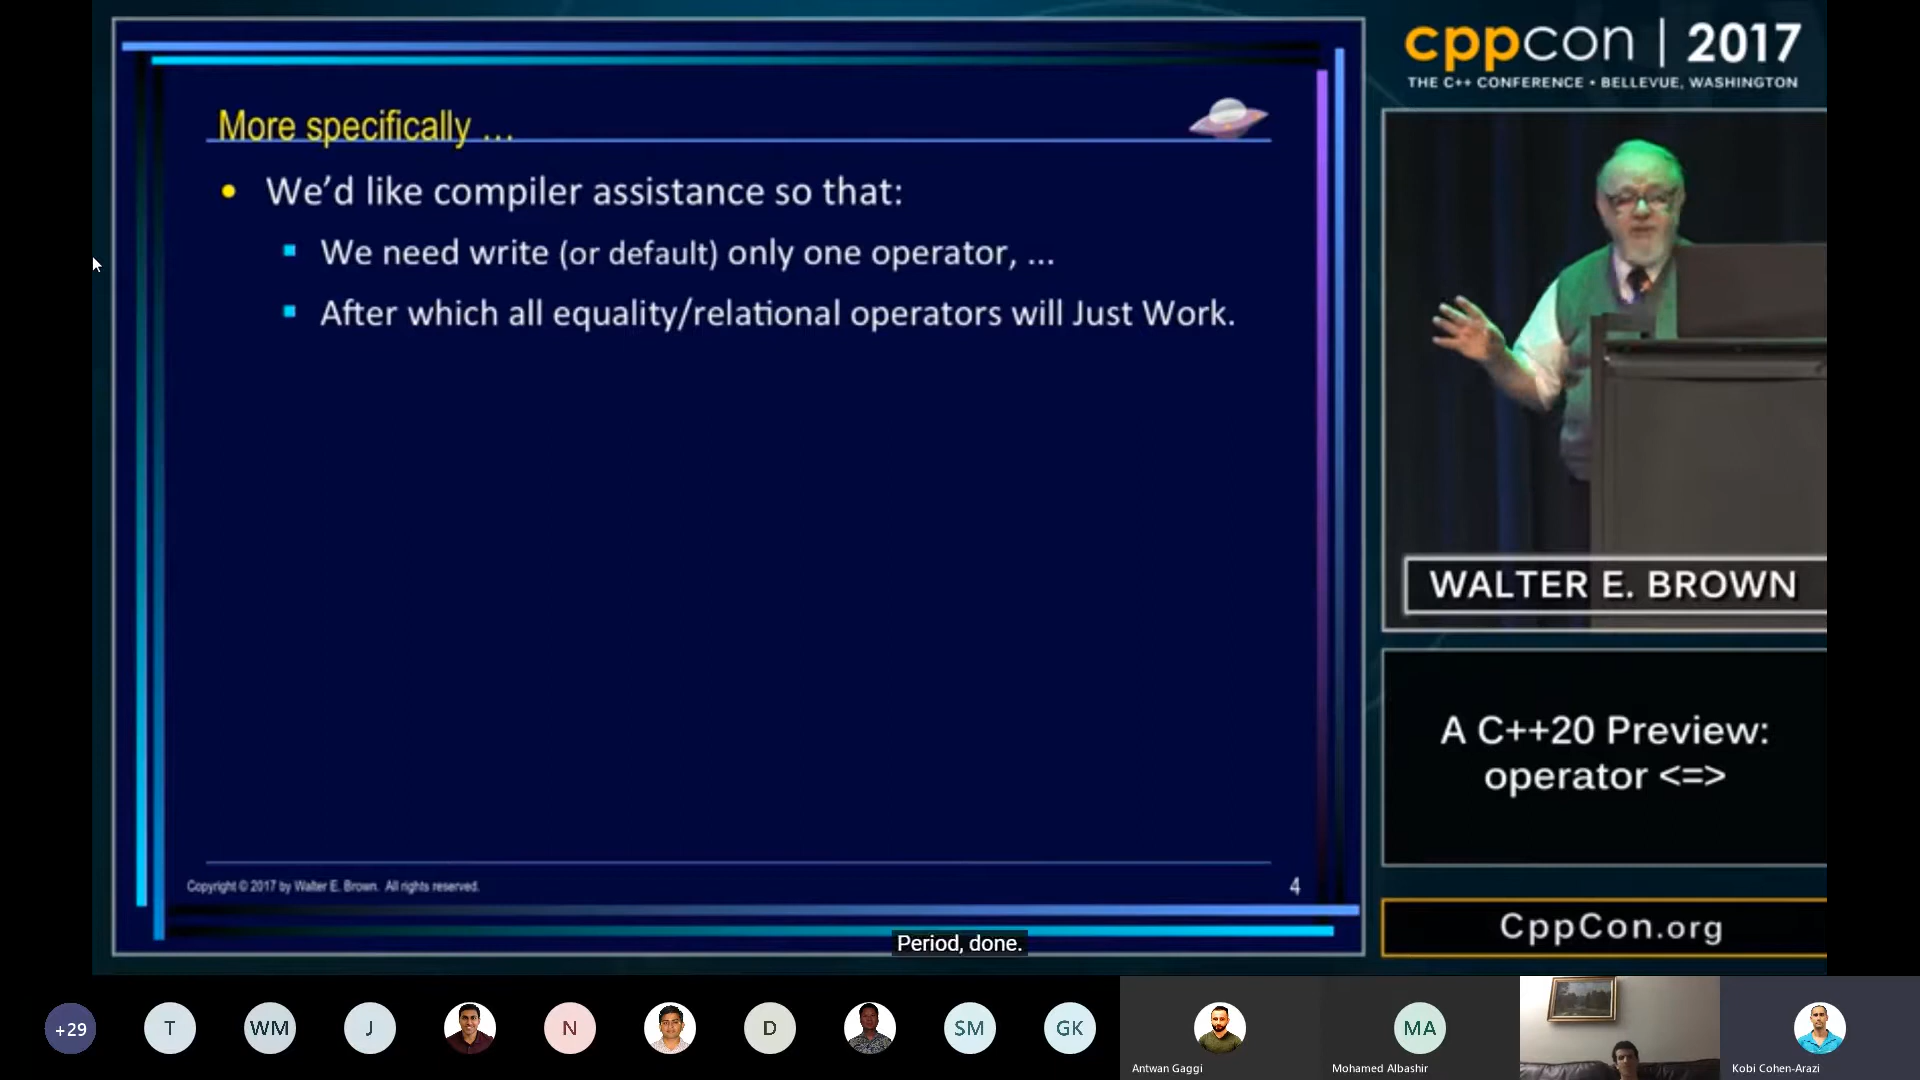 More specifically ...
• We’d like compiler assistance so that:
▪ We need write (or default) only one operator, ...
▪ After which all equality/relational operators will Just Work.
Copyright © 2017 by Walter E. Brown. All rights reserved.
4
Period, done.
cppcon | 2017
THE C++ CONFERENCE • BELLEVUE, WASHINGTON
WALTER E. BROWN
A C++20 Preview:
operator <=>
CppCon.org
+29
T
WM
J
N
D
SM
GK
Antwan Gaggi
MA
Mohamed Albashir
Kobi Cohen-Arazi